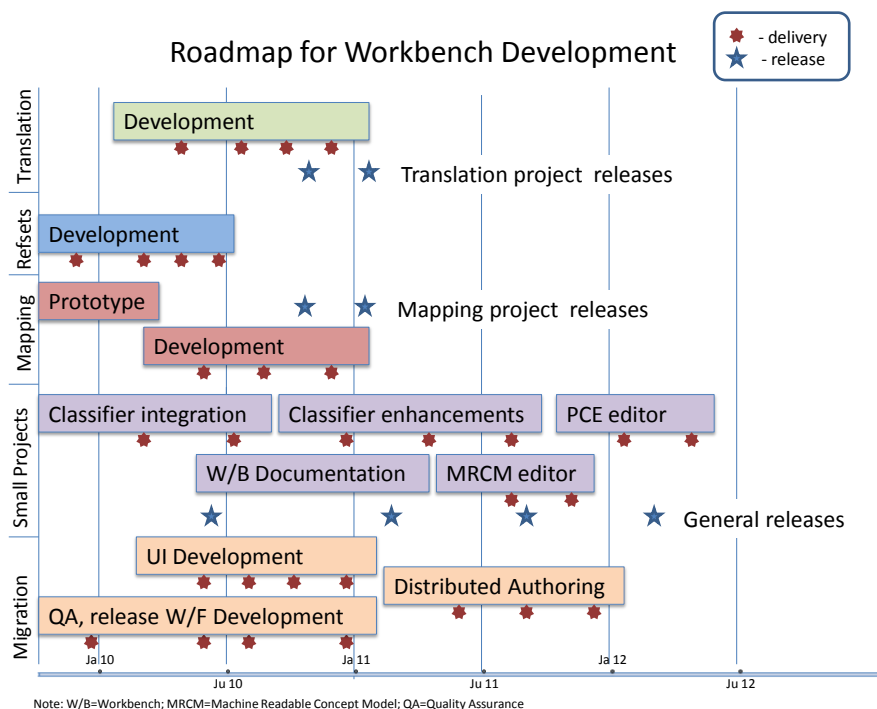 Roadmap for Workbench Development
- delivery
- release
Translation
Development
Translation project releases
Refsets
Development
Mapping
Prototype
Mapping project releases
Development
Small Projects
Classifier integration
Classifier enhancements
PCE editor
W/B Documentation
MRCM editor
General releases
Migration
UI Development
Distributed Authoring
QA, release W/F Development
Ja 10
Ju 10
Ja 11
Ju 11
Ja 12
Ju 12
Note: W/B=Workbench; MRCM=Machine Readable Concept Model; QA=Quality Assurance